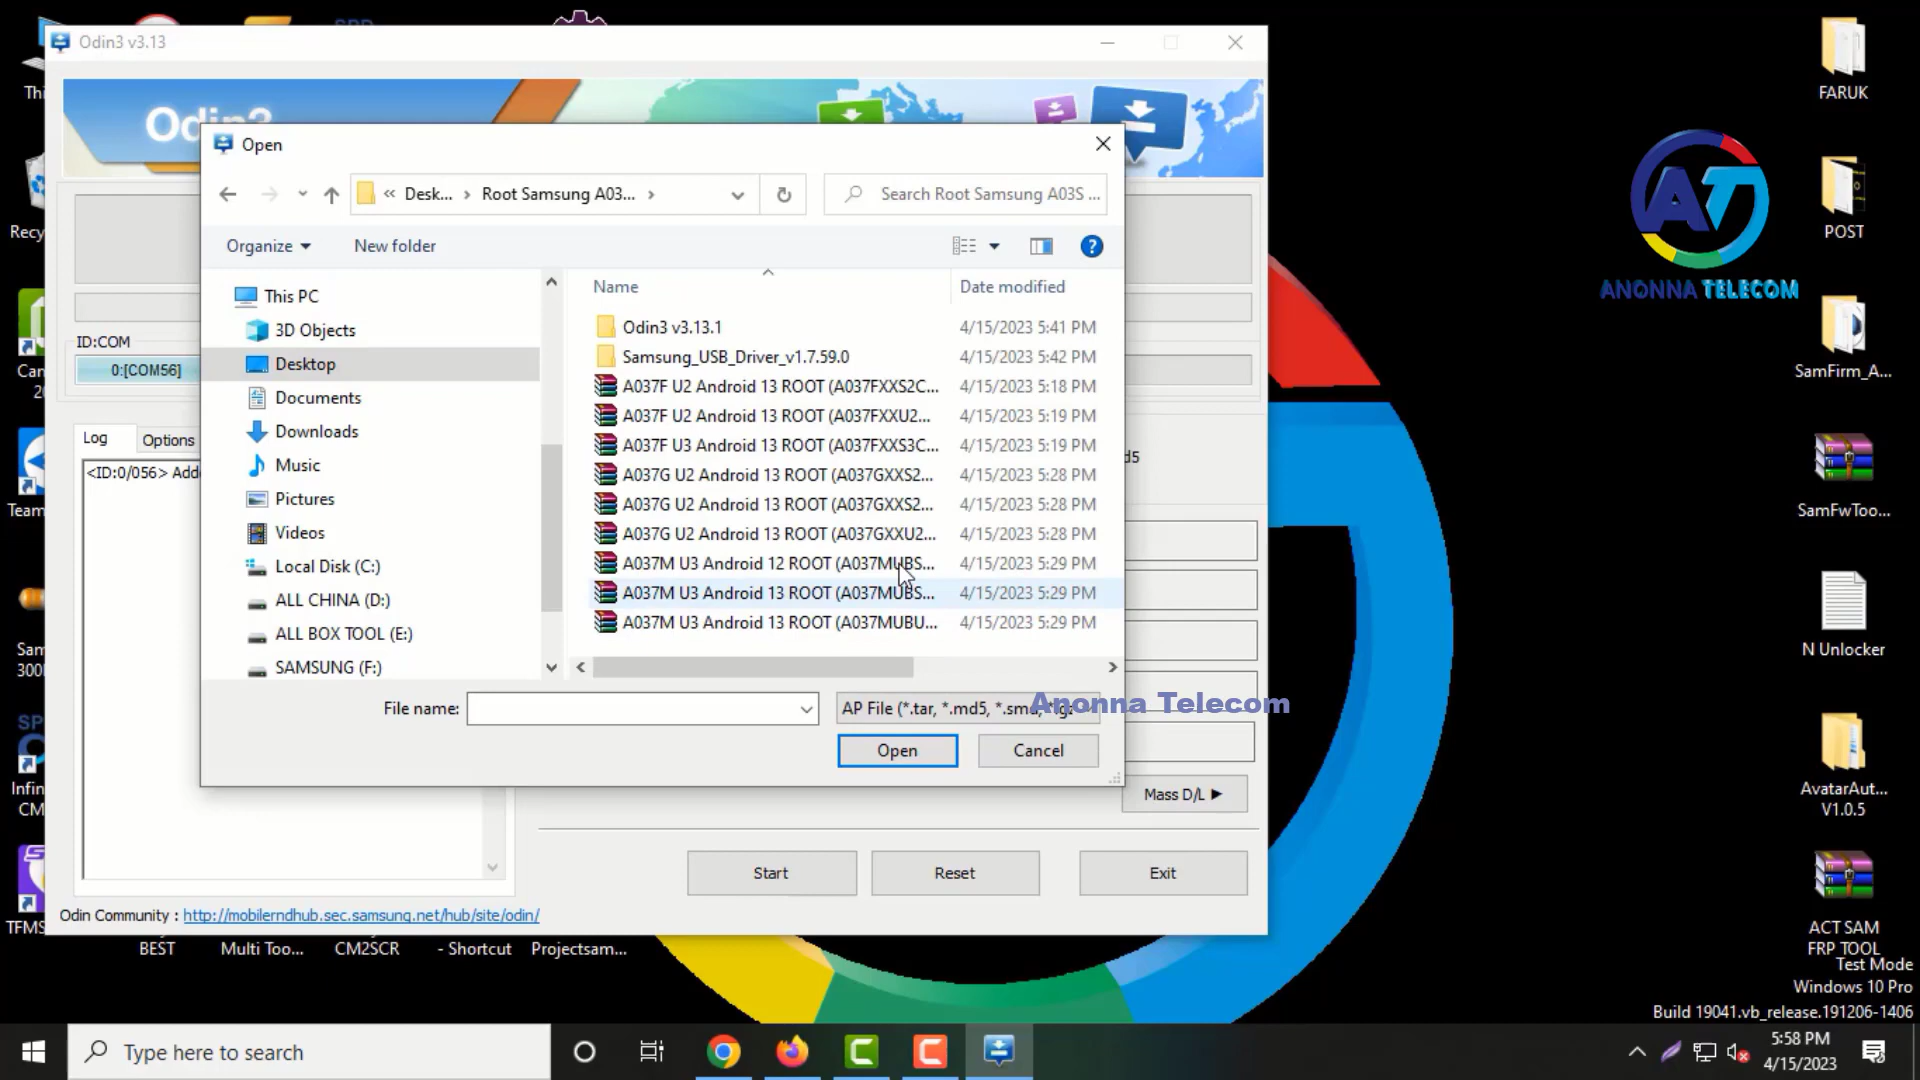 Odin3 v3.13
Open
Desk...
Root Samsung A03...
Search Root Samsung A03S ...
Organize
New folder
This PC
3D Objects
Desktop
Documents
Downloads
Music
Pictures
Videos
Local Disk (C:)
ALL CHINA (D:)
ALL BOX TOOL (E:)
SAMSUNG (F:)
Name
Date modified
Odin3 v3.13.1 4/15/2023 5:41 PM
Samsung_USB_Driver_v1.7.59.0 4/15/2023 5:42 PM
A037F U2 Android 13 ROOT (A037FXXS2C... 4/15/2023 5:18 PM
A037F U2 Android 13 ROOT (A037FXXU2... 4/15/2023 5:19 PM
A037F U3 Android 13 ROOT (A037FXXS3C... 4/15/2023 5:19 PM
A037G U2 Android 13 ROOT (A037GXXS2... 4/15/2023 5:28 PM
A037G U2 Android 13 ROOT (A037GXXS2... 4/15/2023 5:28 PM
A037G U2 Android 13 ROOT (A037GXXU2... 4/15/2023 5:28 PM
A037M U3 Android 12 ROOT (A037MUBS... 4/15/2023 5:29 PM
A037M U3 Android 13 ROOT (A037MUBS... 4/15/2023 5:29 PM
A037M U3 Android 13 ROOT (A037MUBU... 4/15/2023 5:29 PM
File name:
AP File (*.tar, *.md5, *.smd,
Anonna Telecom
Open
Cancel
ID:COM
0:[COM56]
Log
Options
<ID:0/056> Adde
Mass D/L
Start
Reset
Exit
Odin Community : http://mobilerndhub.sec.samsung.net/hub/site/odin/
BEST
Multi Too...
CM2SCR
- Shortcut
Projectsam...
FARUK
POST
AT
ANONNA TELECOM
SamFirm_A...
SamFwToo...
N Unlocker
AvatarAut...
V1.0.5
ACT SAM
FRP TOOL
Test Mode
Windows 10 Pro
Build 19041.vb_release.191206-1406
Type here to search
5:58 PM
4/15/2023